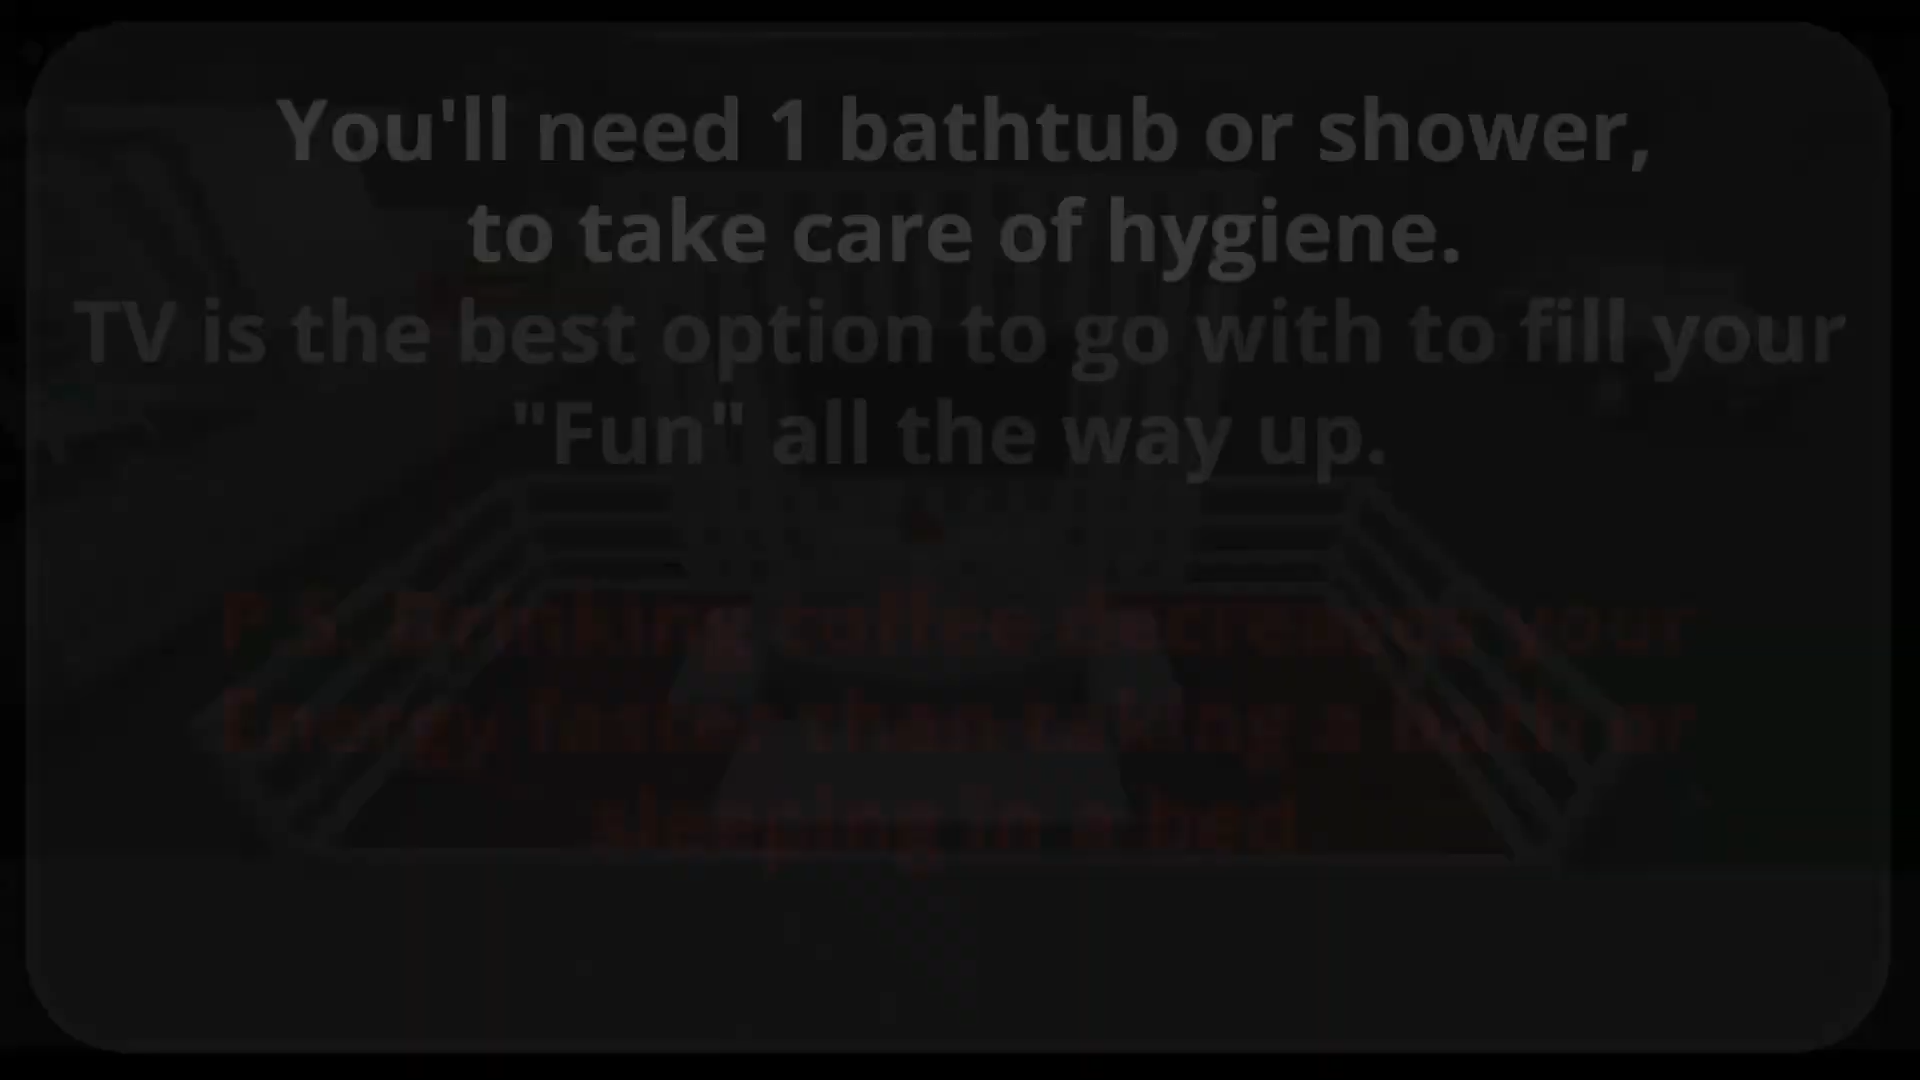 You'll need 1 bathtub or shower,
to take care of hygiene.
TV is the best option to go with to fill your
"Fun" all the way up.
P.S. Drinking coffee decreases your
Energy faster than taking a bath or
sleeping in a bed